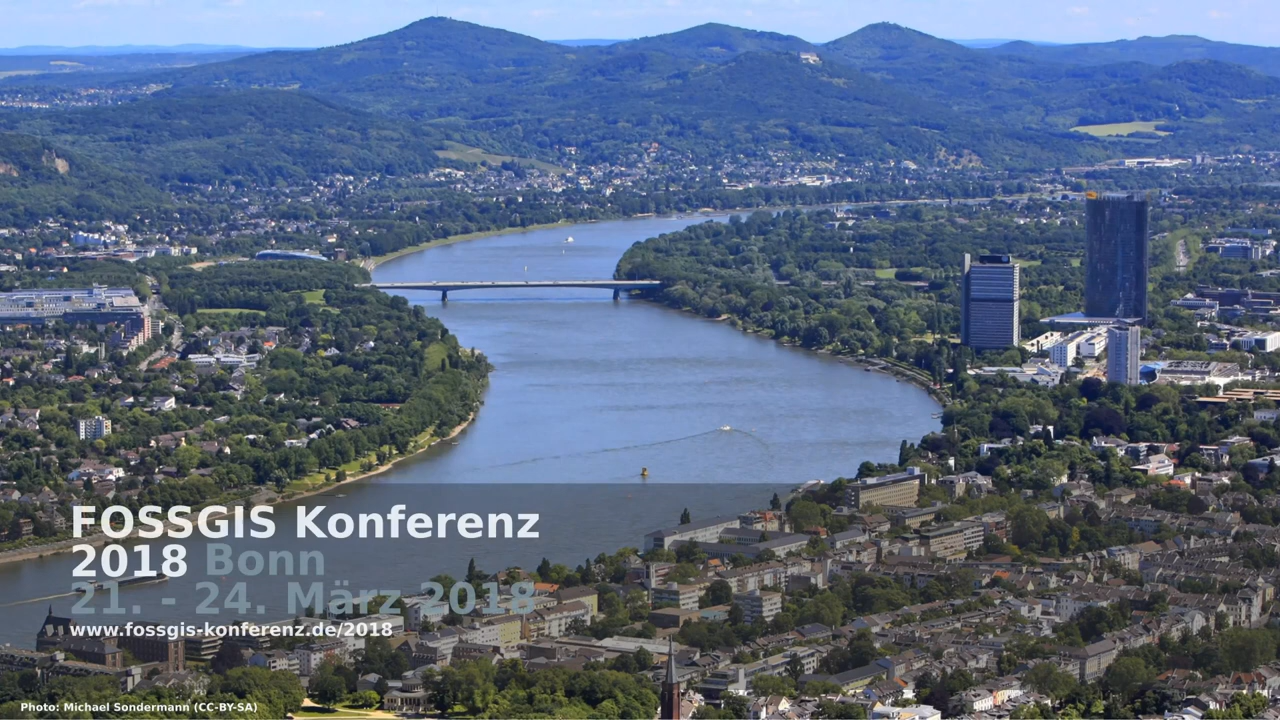 FOSSGIS Konferenz
2018 Bonn
21. - 24. März 2018
www.fossgis-konferenz.de/2018
Photo: Michael Sondermann (CC-BY-SA)